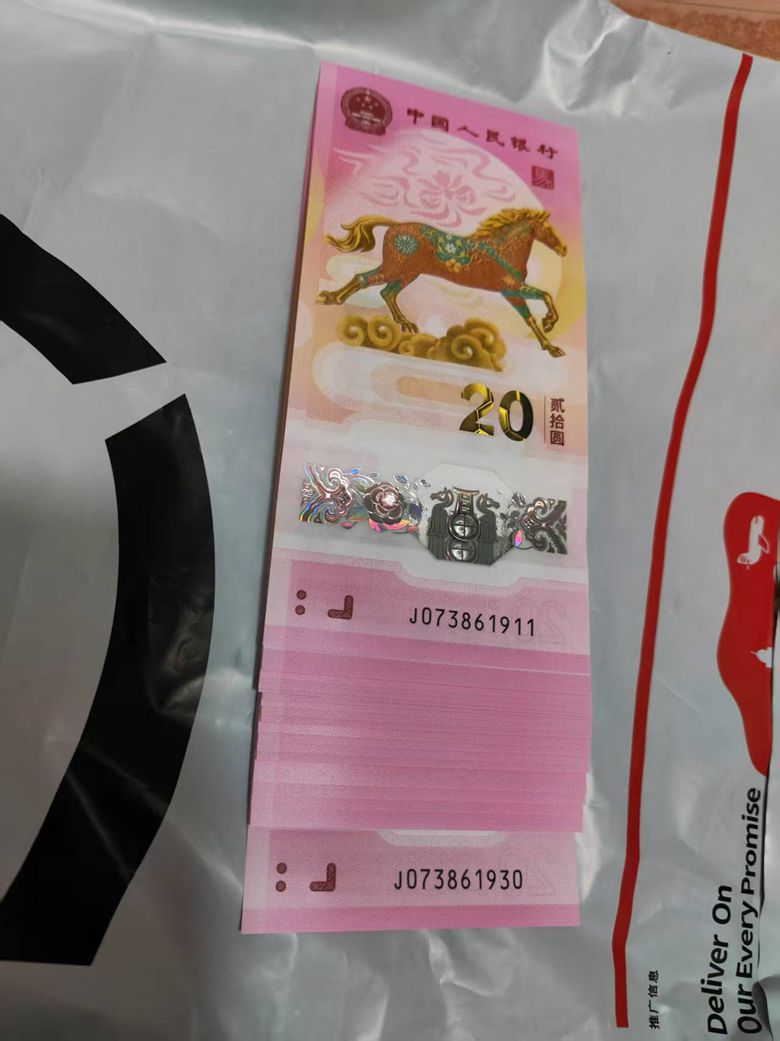 中國人民银行
20
贰拾圆
J073861911
J073861930
推广信息
Deliver On
Our Every Promise